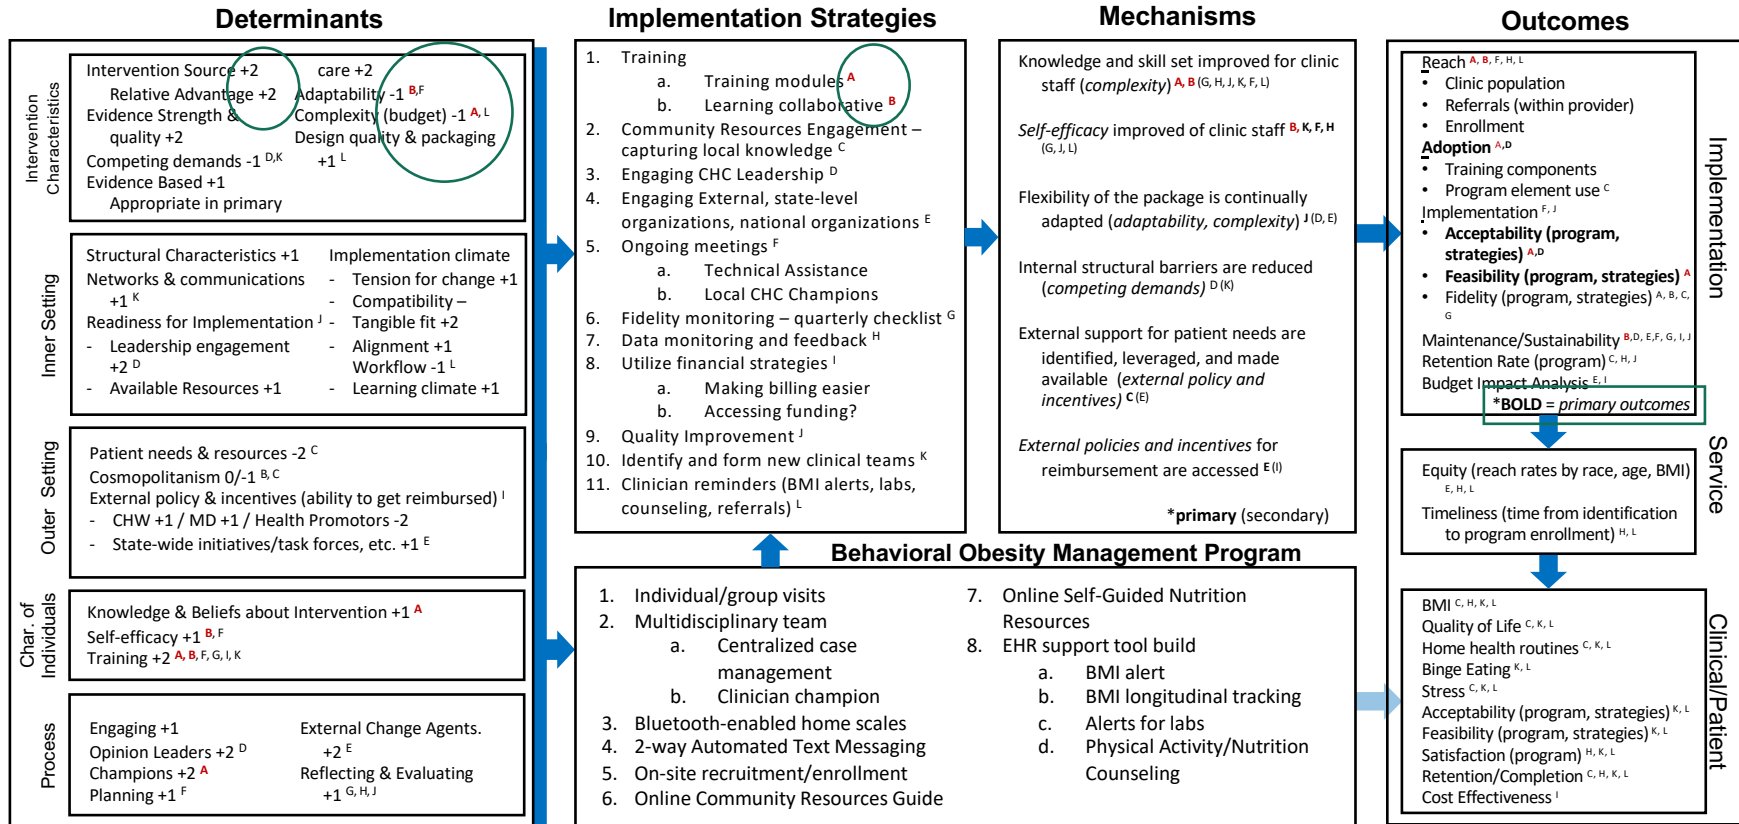 Determinants
Intervention Characteristics
Intervention Source +2
Relative Advantage +2
Evidence Strength &
quality +2
Competing demands -1 D,K
Evidence Based +1
Appropriate in primary
care +2
Adaptability -1 B,F
Complexity (budget) -1 A, L
Design quality & packaging
+1 L
Inner Setting
Structural Characteristics +1
Networks & communications
+1 K
Readiness for Implementation J
- Leadership engagement
+2 D
- Available Resources +1
Implementation climate
- Tension for change +1
- Compatibility –
- Tangible fit +2
- Alignment +1
Workflow -1 L
- Learning climate +1
Outer Setting
Patient needs & resources -2 C
Cosmopolitanism 0/-1 B, C
External policy & incentives (ability to get reimbursed) I
- CHW +1 / MD +1 / Health Promotors -2
- State-wide initiatives/task forces, etc. +1 E
Char. of Individuals
Knowledge & Beliefs about Intervention +1 A
Self-efficacy +1 B, F
Training +2 A, B, F, G, I, K
Process
Engaging +1
Opinion Leaders +2 D
Champions +2 A
Planning +1 F
External Change Agents.
+2 E
Reflecting & Evaluating
+1 G, H, J
Implementation Strategies
1. Training
a. Training modules A
b. Learning collaborative B
2. Community Resources Engagement –
capturing local knowledge C
3. Engaging CHC Leadership D
4. Engaging External, state-level
organizations, national organizations E
5. Ongoing meetings F
a. Technical Assistance
b. Local CHC Champions
6. Fidelity monitoring – quarterly checklist G
7. Data monitoring and feedback H
8. Utilize financial strategies I
a. Making billing easier
b. Accessing funding?
9. Quality Improvement J
10. Identify and form new clinical teams K
11. Clinician reminders (BMI alerts, labs,
counseling, referrals) L
Mechanisms
Knowledge and skill set improved for clinic
staff (complexity) A, B (G, H, J, K, F, L)
Self-efficacy improved of clinic staff B, K, F, H
(G, J, L)
Flexibility of the package is continually
adapted (adaptability, complexity) J (D, E)
Internal structural barriers are reduced
(competing demands) D (K)
External support for patient needs are
identified, leveraged, and made
available (external policy and
incentives) C (E)
External policies and incentives for
reimbursement are accessed E (I)
*primary (secondary)
Behavioral Obesity Management Program
1. Individual/group visits
2. Multidisciplinary team
a. Centralized case
management
b. Clinician champion
3. Bluetooth-enabled home scales
4. 2-way Automated Text Messaging
5. On-site recruitment/enrollment
6. Online Community Resources Guide
7. Online Self-Guided Nutrition
Resources
8. EHR support tool build
a. BMI alert
b. BMI longitudinal tracking
c. Alerts for labs
d. Physical Activity/Nutrition
Counseling
Outcomes
Implementation
Reach A, B, F, H, L
• Clinic population
• Referrals (within provider)
• Enrollment
Adoption A,D
• Training components
• Program element use C
Implementation F, J
• Acceptability (program,
strategies) A,D
• Feasibility (program, strategies) A
• Fidelity (program, strategies) A, B, C,
G
Maintenance/Sustainability B,D, E,F, G, I, J
Retention Rate (program) C, H, J
Budget Impact Analysis E, I
*BOLD = primary outcomes
Service
Equity (reach rates by race, age, BMI)
E, H, L
Timeliness (time from identification
to program enrollment) H, L
Clinical/Patient
BMI C, H, K, L
Quality of Life C, K, L
Home health routines C, K, L
Binge Eating K, L
Stress C, K, L
Acceptability (program, strategies) K, L
Feasibility (program, strategies) K, L
Satisfaction (program) H, K, L
Retention/Completion C, H, K, L
Cost Effectiveness I